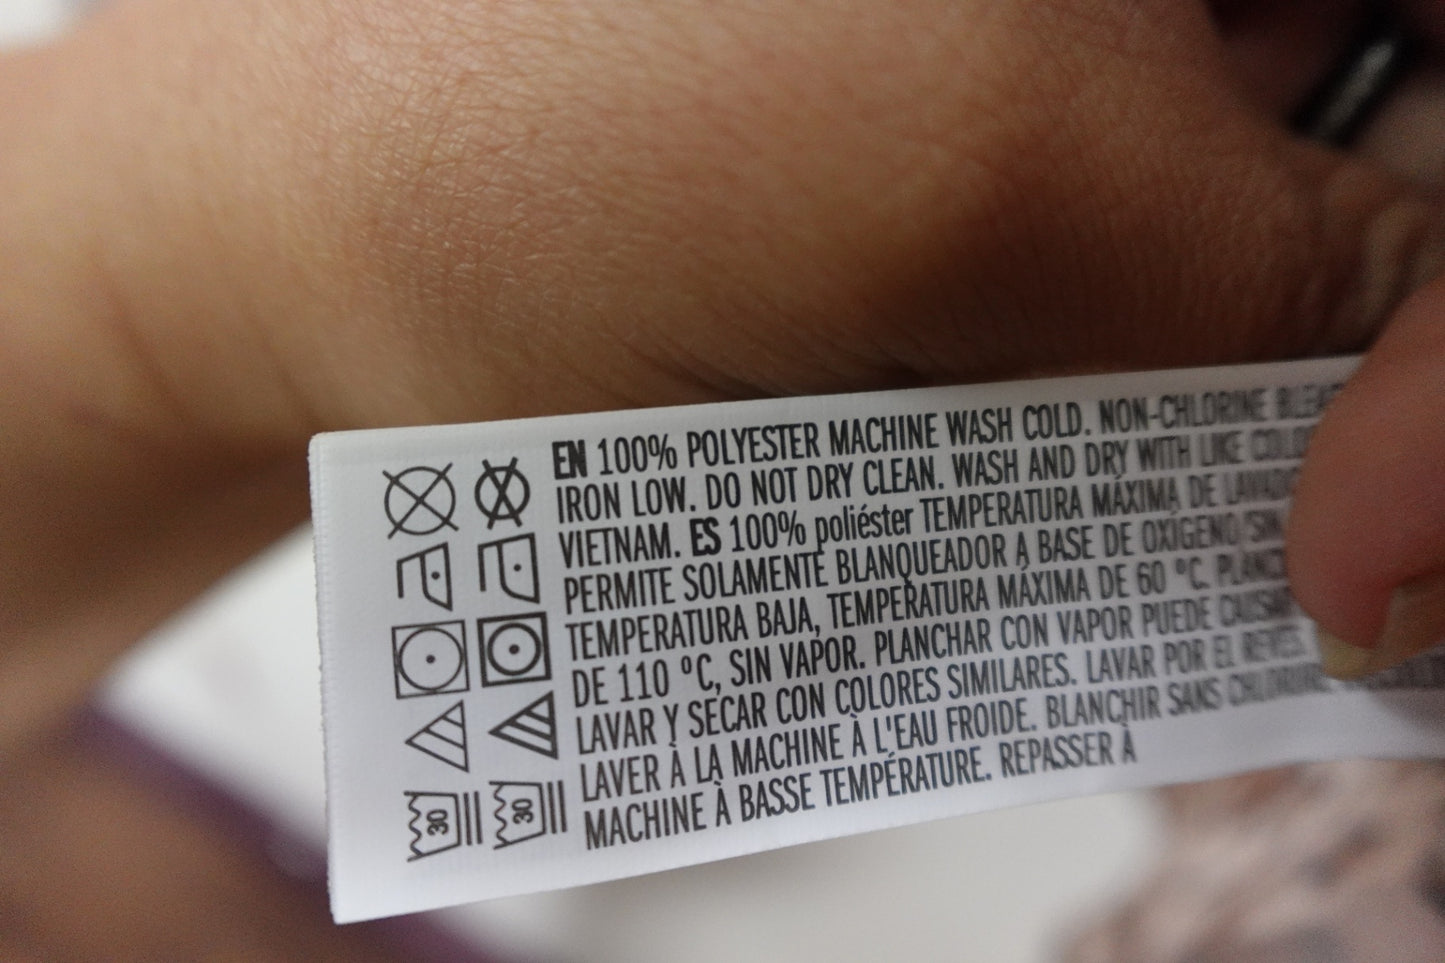 EN 100% POLYESTER MACHINE WASH COLD. NON-CHLORINE
IRON LOW. DO NOT DRY CLEAN. WASH AND DRY WITH LIKE
VIETNAM. ES 100% poliéster TEMPERATURA MÁXIMA DE
PERMITE SOLAMENTE BLANQUEADOR A BASE DE OXIGENO/SIN
TEMPERATURA BAJA, TEMPERATURA MÁXIMA DE 60 °C.
DE 110 °C, SIN VAPOR. PLANCHAR CON VAPOR PUEDE
LAVAR Y SECAR CON COLORES SIMILARES. LAVAR POR EL REVES.
LAVER À LA MACHINE À L'EAU FROIDE. BLANCHIR SANS
MACHINE À BASSE TEMPÉRATURE. REPASSER À
30
30